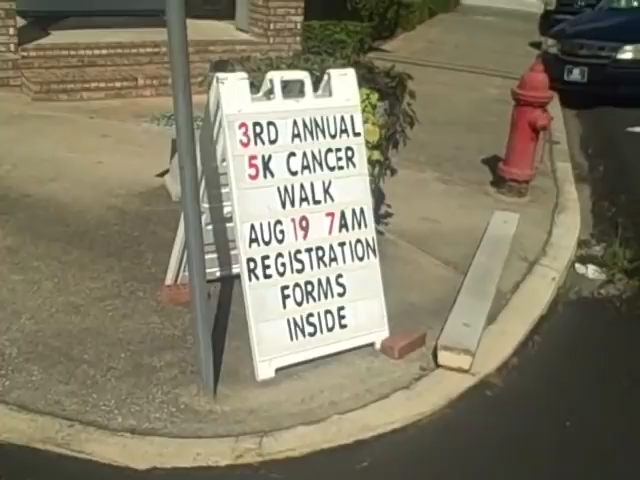 3RD ANNUAL
5K CANCER
WALK
AUG 19 7AM
REGISTRATION
FORMS
INSIDE